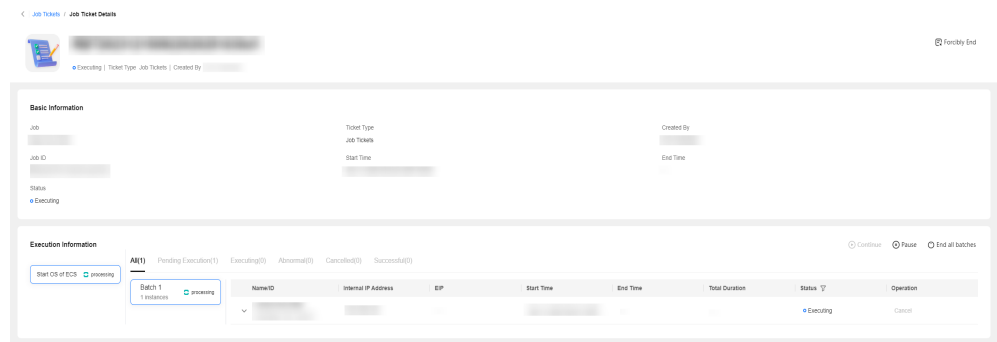 Job Tickets / Job Ticket Details
Forcibly End
Executing | Ticket Type Job Tickets | Created By
Basic Information
Job Ticket Type Created By
Job Tickets
Job ID Start Time End Time
Status
Executing
Execution Information Continue Pause End all batches
All(1) Pending Execution(1) Executing(0) Abnormal(0) Cancelled(0) Successful(0)
Start OS of ECS processing
Batch 1
1 instances
processing
Name/ID Internal IP Address EIP Start Time End Time Total Duration Status Operation
Executing Cancel